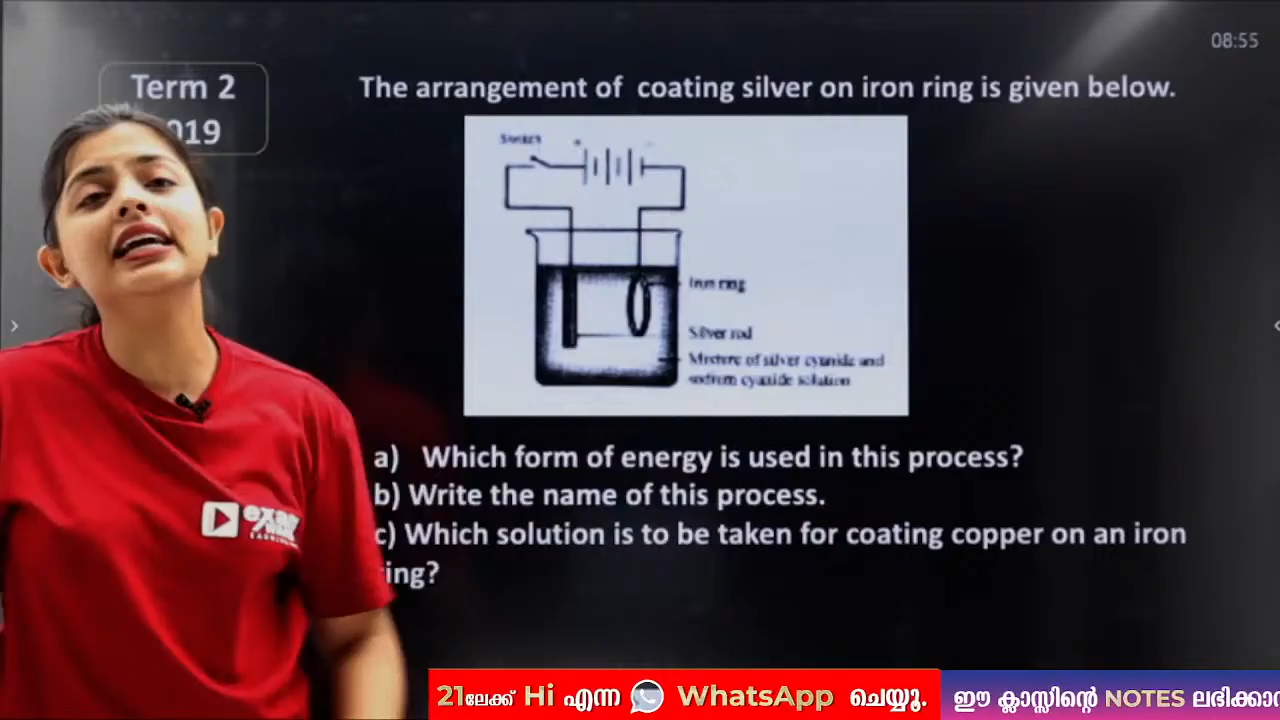 08:55
Term 2
019
The arrangement of coating silver on iron ring is given below.
Iron ring
Silver rod
Mixture of silver cyanide and
sodium cyanide solution
a) Which form of energy is used in this process?
b) Write the name of this process.
c) Which solution is to be taken for coating copper on an iron
ring?
21ലേക്ക് Hi എന്ന WhatsApp ചെയ്യൂ.
ഈ ക്ലാസ്സിന്റെ NOTES ലഭിക്കാ